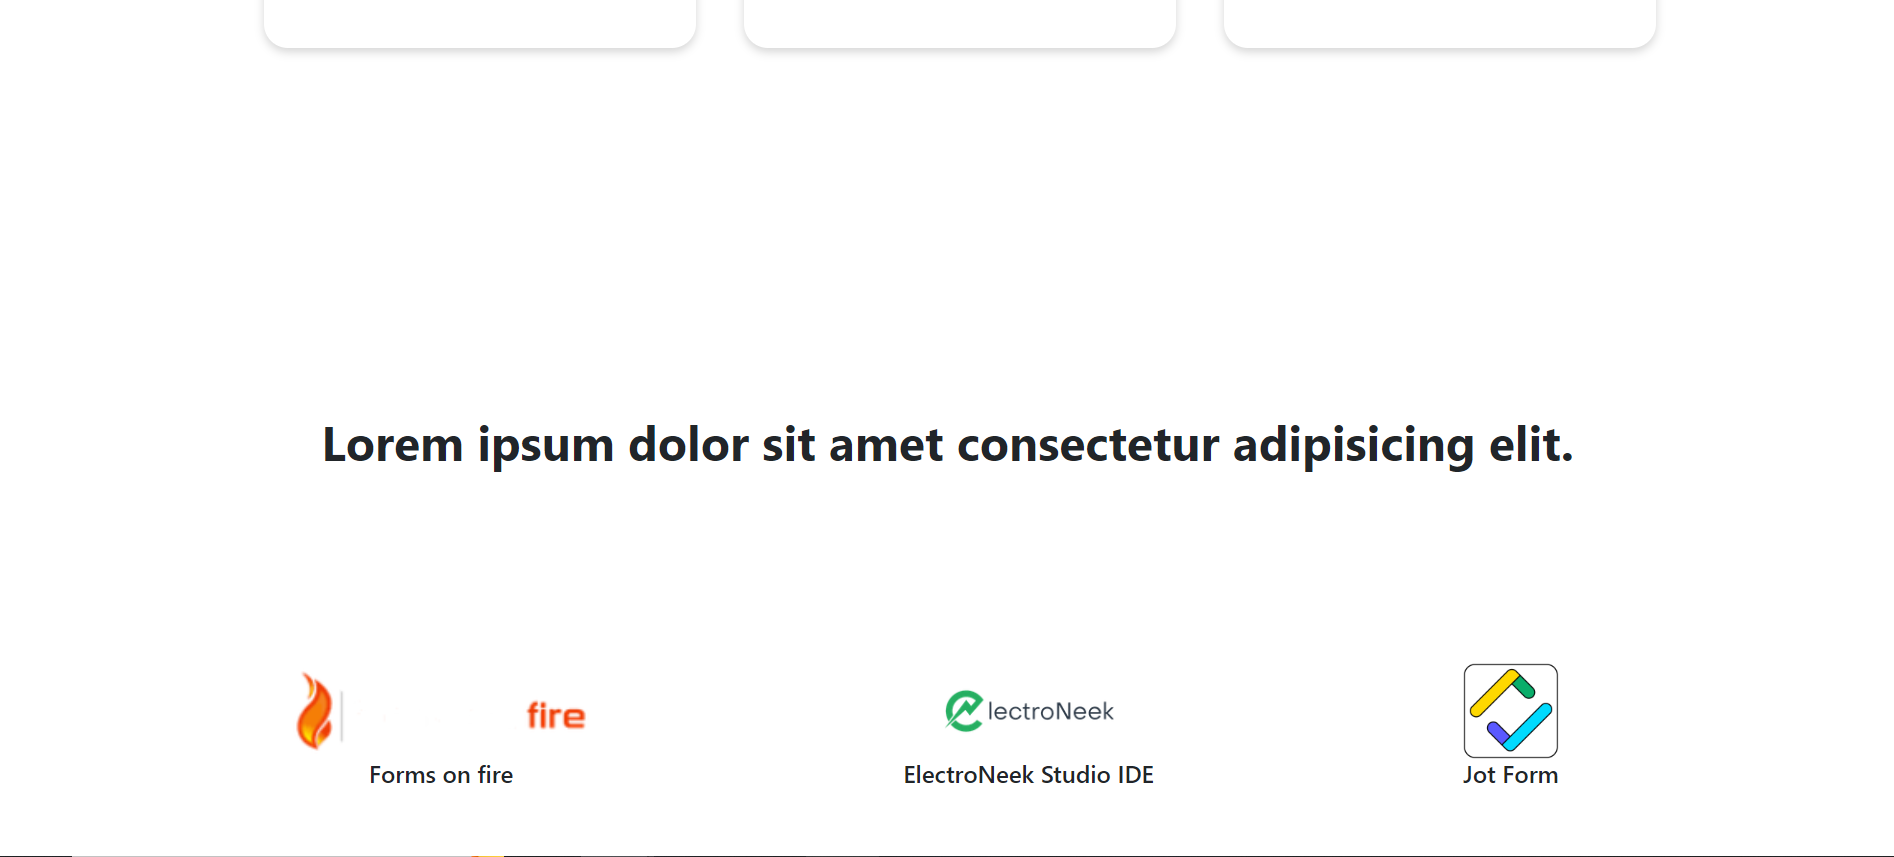 Lorem ipsum dolor sit amet consectetur adipisicing elit.
fire
lectroNeek
Forms on fire
ElectroNeek Studio IDE
Jot Form